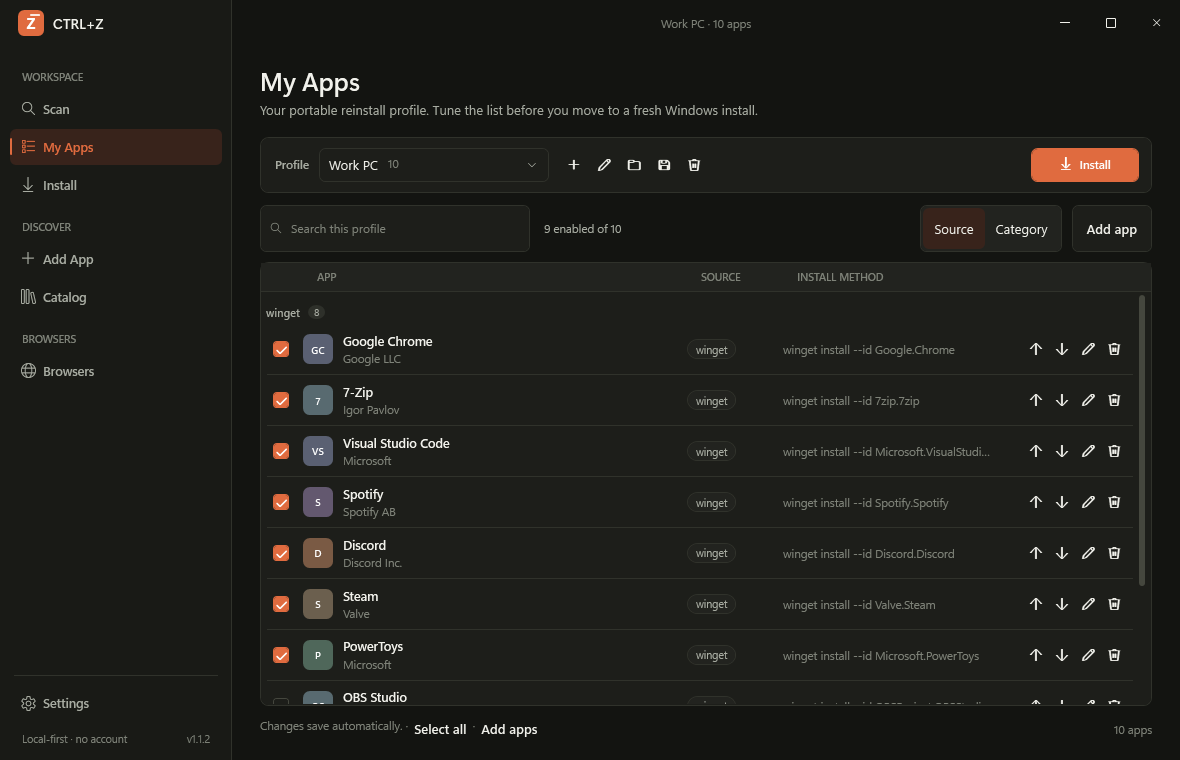 CTRL+Z
Work PC · 10 apps
WORKSPACE
Scan
My Apps
Install
DISCOVER
Add App
Catalog
BROWSERS
Browsers
Settings
Local-first · no account v1.1.2
My Apps
Your portable reinstall profile. Tune the list before you move to a fresh Windows install.
Profile Work PC 10 Install
Search this profile 9 enabled of 10 Source Category Add app
APP SOURCE INSTALL METHOD
winget 8
GC Google Chrome winget winget install --id Google.Chrome
Google LLC
7 7-Zip winget winget install --id 7zip.7zip
Igor Pavlov
VS Visual Studio Code winget winget install --id Microsoft.VisualStudi...
Microsoft
S Spotify winget winget install --id Spotify.Spotify
Spotify AB
D Discord winget winget install --id Discord.Discord
Discord Inc.
S Steam winget winget install --id Valve.Steam
Valve
P PowerToys winget winget install --id Microsoft.PowerToys
Microsoft
OBS Studio
Changes save automatically. · Select all · Add apps 10 apps